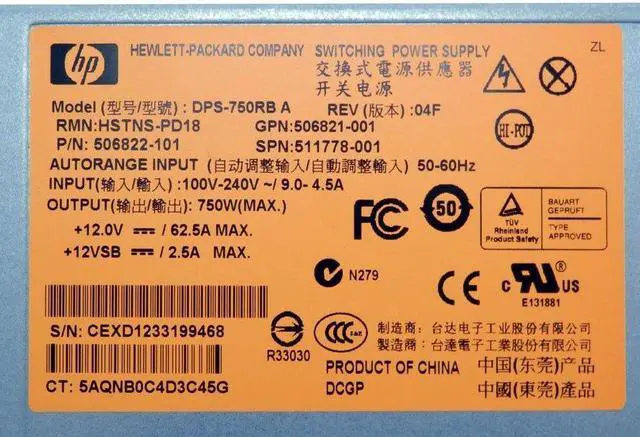 hp
HEWLETT-PACKARD COMPANY SWITCHING POWER SUPPLY ZL
交換式電源供應器
开关电源
Model (型号/型號) : DPS-750RB A REV (版本) :04F
RMN:HSTNS-PD18 GPN:506821-001
P/N: 506822-101 SPN:511778-001
HI-POT
AUTORANGE INPUT (自动调整输入/自動調整輸入) 50-60Hz
INPUT(输入/輸入) :100V-240V ~/ 9.0- 4.5A
OUTPUT(输出/輸出): 750W(MAX.)
+12.0V ⎓ / 62.5A MAX.
+12VSB ⎓ / 2.5A MAX.
FC 50
TÜV
Rheinland
Product Safety
BAUART
GEPRÜFT
TYPE
APPROVED
N279
CE
c RU ® US
E131881
S/N: CEXD1233199468
R33030
CCC
制造商: 台达电子工业股份有限公司
製造商: 台達電子工業股份有限公司
PRODUCT OF CHINA 中国(东莞)产品
CT: 5AQNB0C4D3C45G DCGP 中國(東莞)產品